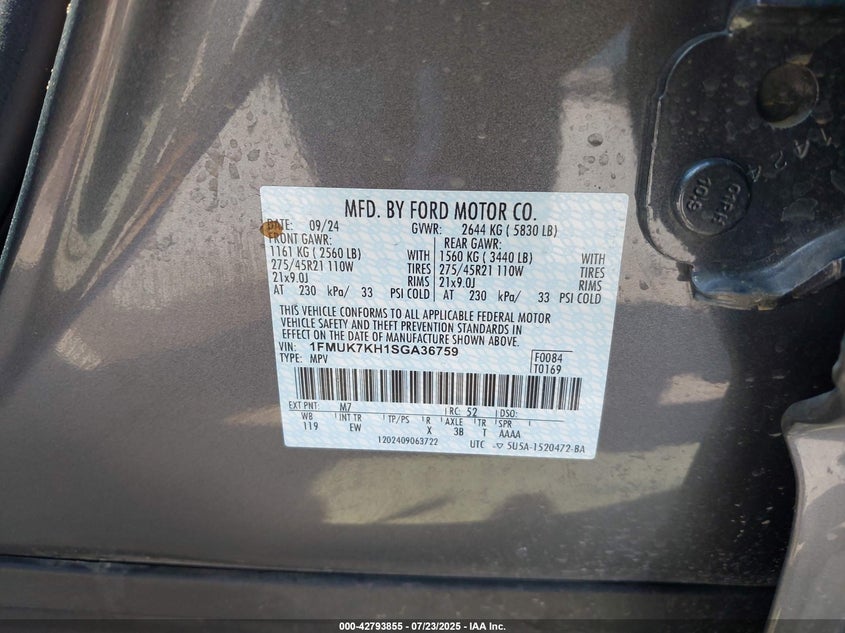 MFD. BY FORD MOTOR CO.
DATE: 09/24 GVWR: 2644 KG ( 5830 LB)
FRONT GAWR: REAR GAWR:
1161 KG ( 2560 LB) WITH 1560 KG ( 3440 LB) WITH
275/45R21 110W TIRES 275/45R21 110W TIRES
21x9.0J RIMS 21x9.0J RIMS
AT 230 kPa/ 33 PSI COLD AT 230 kPa/ 33 PSI COLD
THIS VEHICLE CONFORMS TO ALL APPLICABLE FEDERAL MOTOR
VEHICLE SAFETY AND THEFT PREVENTION STANDARDS IN
EFFECT ON THE DATE OF MANUFACTURE SHOWN ABOVE.
VIN: 1FMUK7KH1SGA36759 F0084
TYPE: MPV T0169
EXT PNT: M7 RC: 52 DSO:
WB INT TR TP/PS R AXLE TR SPR
119 EW X 3B T AAAA
1202409063722 UTC ▽ 5U5A-1520472-BA
000-42793855 | 07/23/2025 | IAA Inc.